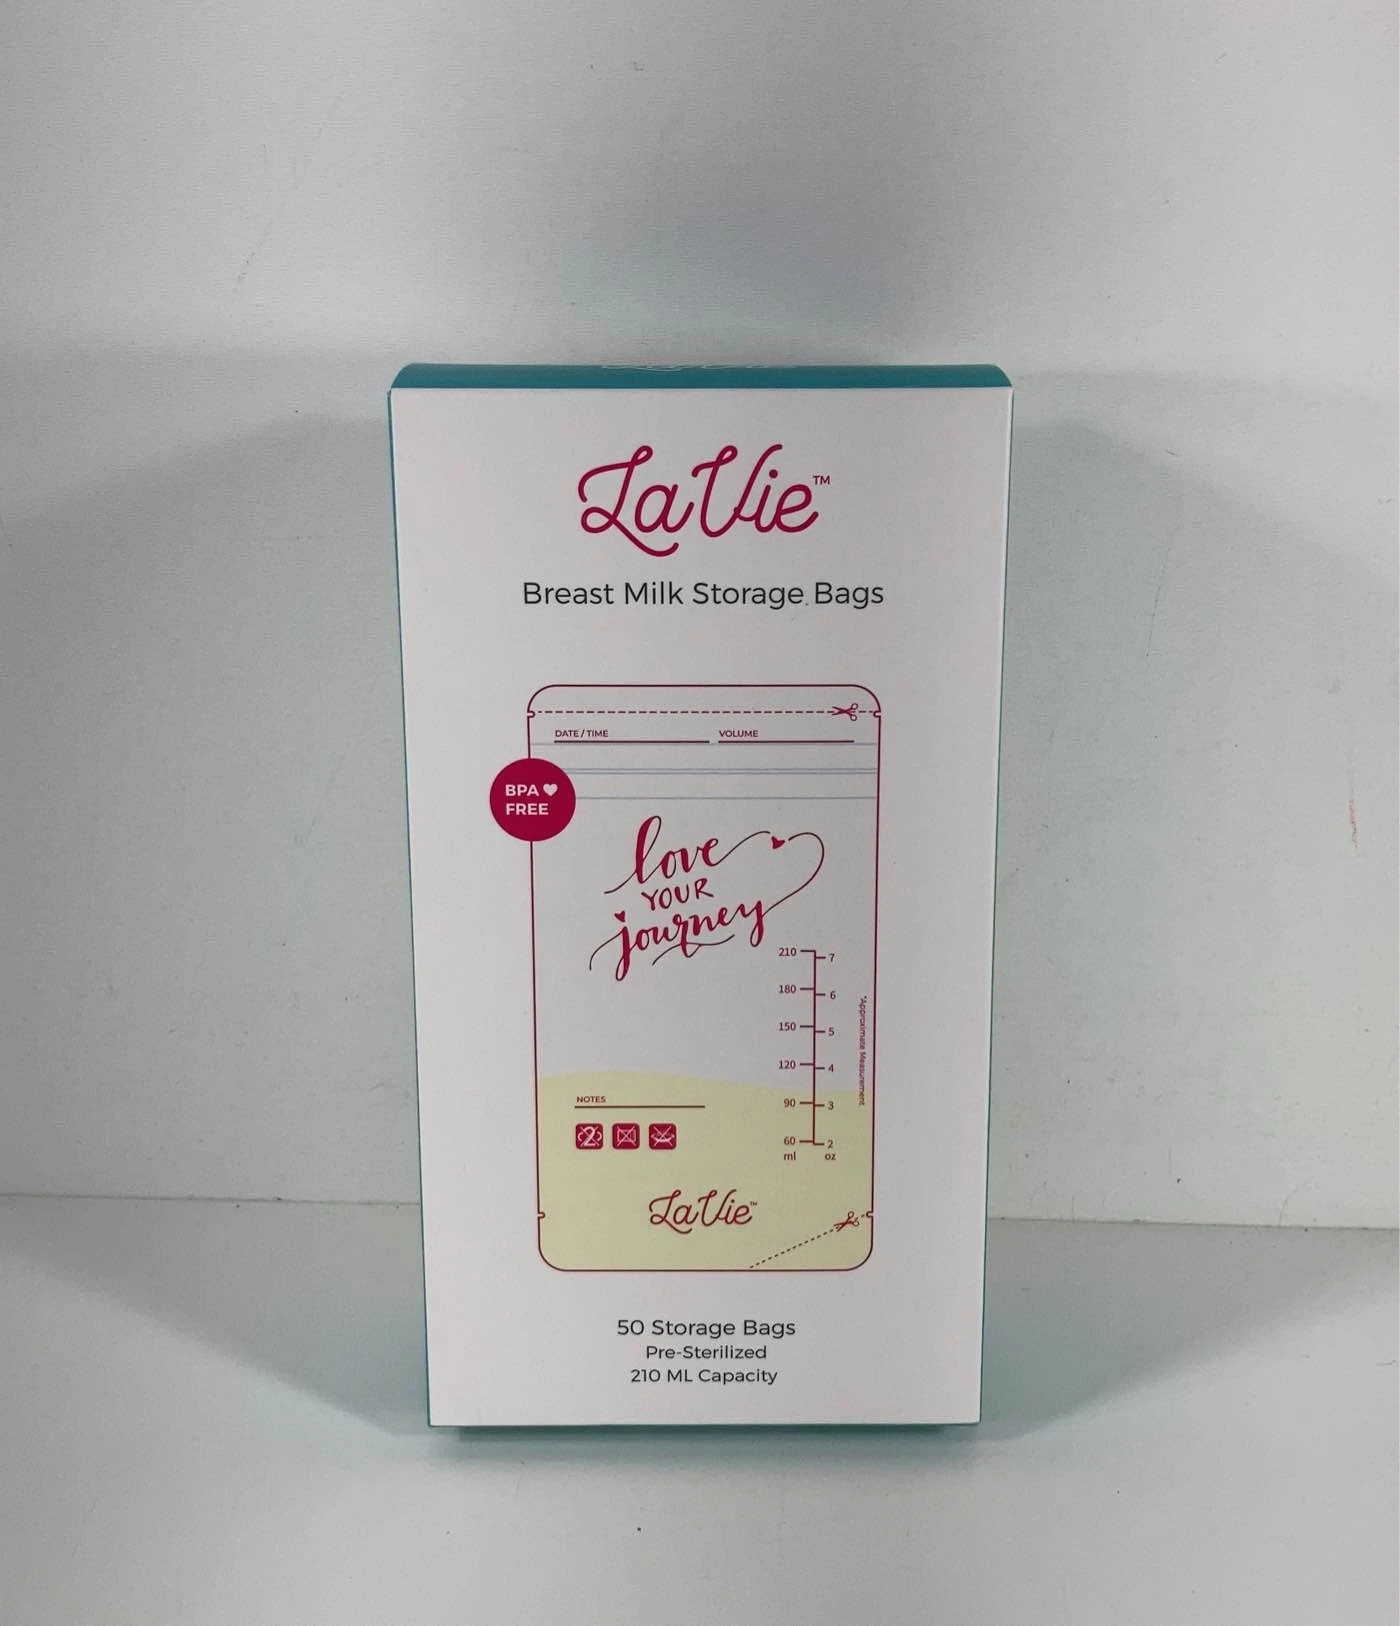 LaVie™
Breast Milk Storage Bags
DATE / TIME VOLUME
BPA
FREE
love
YOUR
journey
210 7
180 6
150 5
120 4
90 3
60 2
ml oz
*Approximate Measurement
NOTES
2
LaVie™
50 Storage Bags
Pre-Sterilized
210 ML Capacity